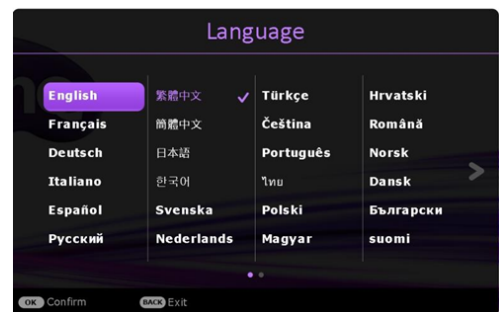 Language
English
繁體中文
Türkçe
Hrvatski
Français
簡體中文
Čeština
Română
Deutsch
日本語
Português
Norsk
Italiano
한국어
ไทย
Dansk
Español
Svenska
Polski
Български
Русский
Nederlands
Magyar
suomi
OK Confirm
BACK Exit